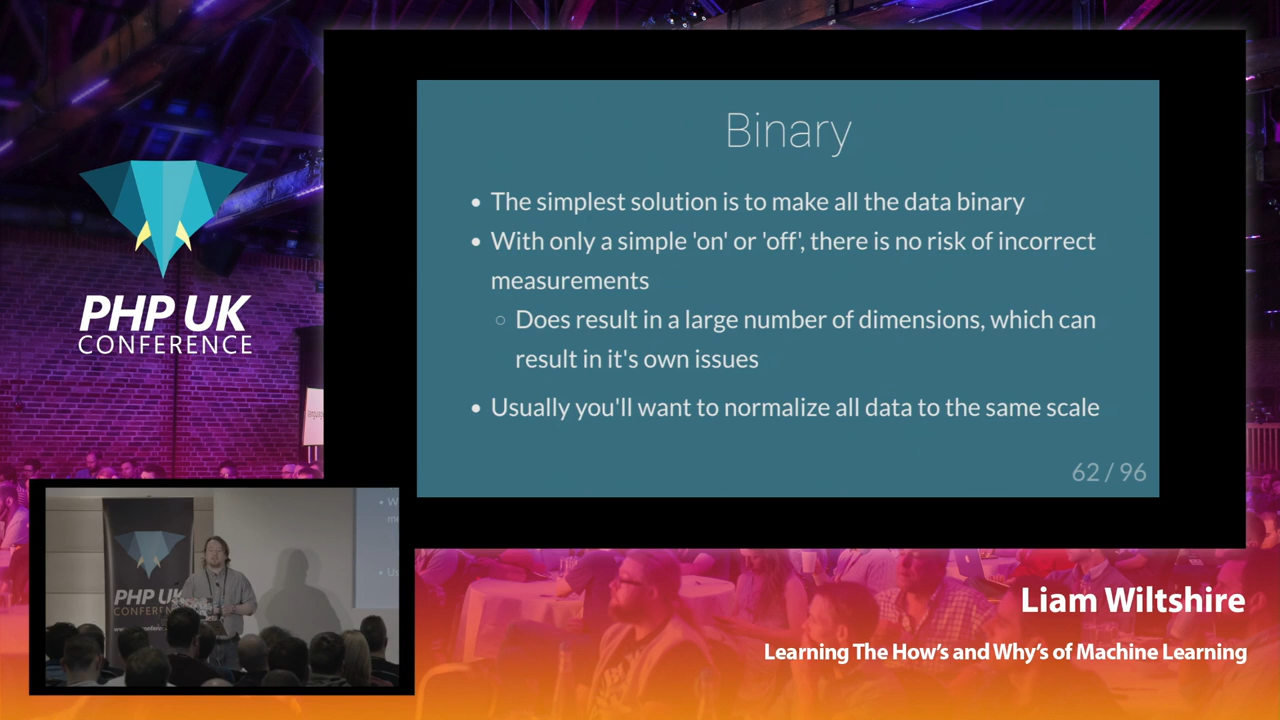 Binary
• The simplest solution is to make all the data binary
• With only a simple 'on' or 'off', there is no risk of incorrect
measurements
○ Does result in a large number of dimensions, which can
result in it's own issues
• Usually you'll want to normalize all data to the same scale
62 / 96
PHP UK
CONFERENCE
PHP UK
CONFEREN
Liam Wiltshire
Learning The How's and Why's of Machine Learning